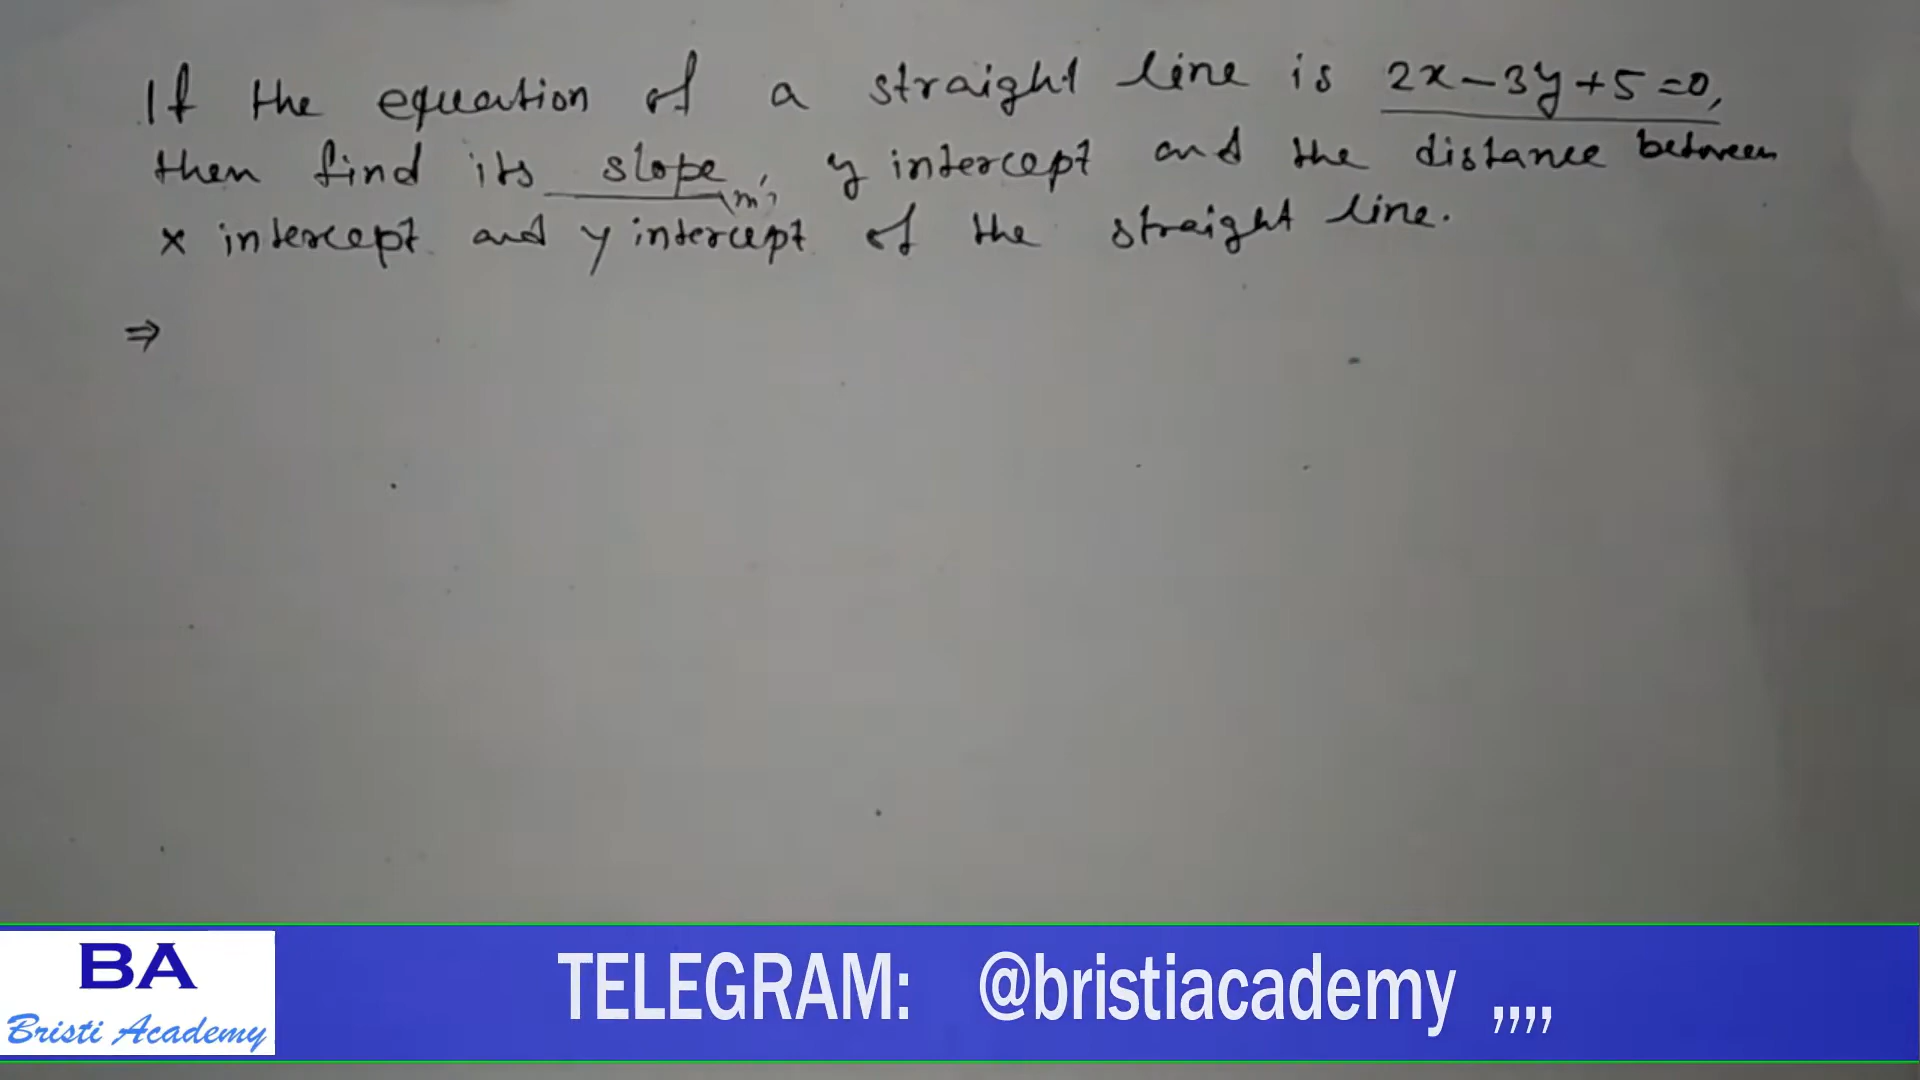 If the equation of a straight line is 2x-3y+5=0,
then find its slope, y intercept and the distance between
'm'
x intercept and y intercept of the straight line.
⇒
BA
Bristi Academy
TELEGRAM: @bristiacademy ,,,,